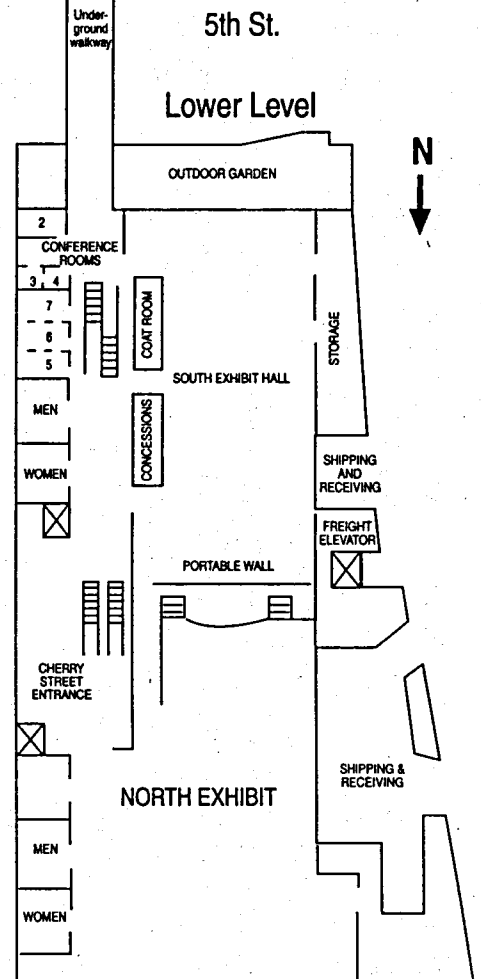 Under-
ground
walkway
5th St.
Lower Level
N
OUTDOOR GARDEN
2
CONFERENCE
ROOMS
3
4
7
6
5
COAT ROOM
STORAGE
SOUTH EXHIBIT HALL
MEN
CONCESSIONS
WOMEN
SHIPPING
AND
RECEIVING
FREIGHT
ELEVATOR
PORTABLE WALL
CHERRY
STREET
ENTRANCE
SHIPPING &
RECEIVING
NORTH EXHIBIT
MEN
WOMEN